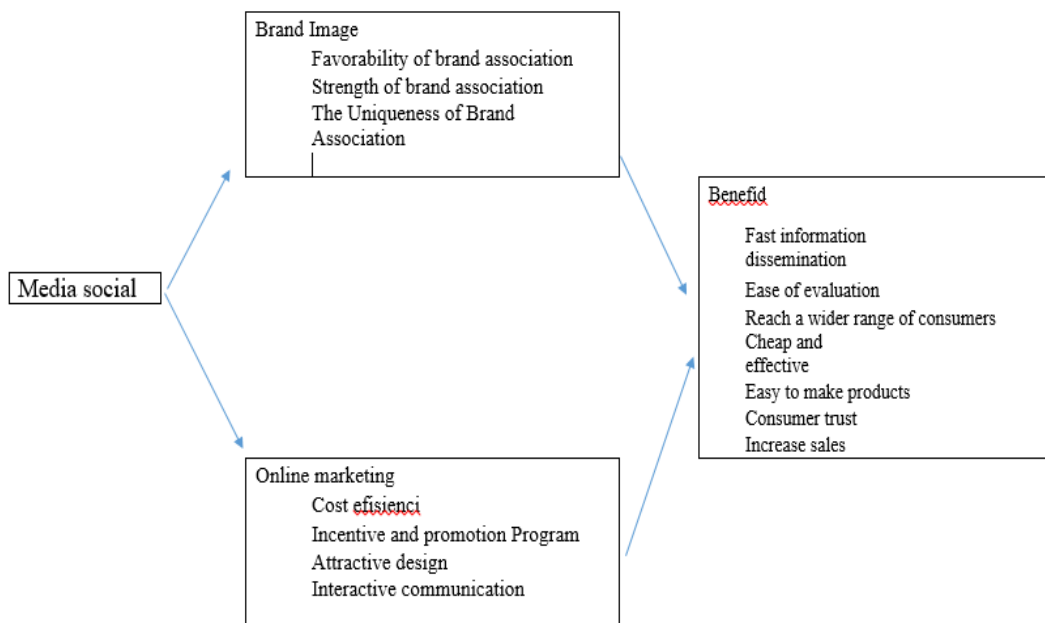 Brand Image
Favorability of brand association
Strength of brand association
The Uniqueness of Brand
Association
Media social
Benefid
Fast information
dissemination
Ease of evaluation
Reach a wider range of consumers
Cheap and
effective
Easy to make products
Consumer trust
Increase sales
Online marketing
Cost efisienci
Incentive and promotion Program
Attractive design
Interactive communication